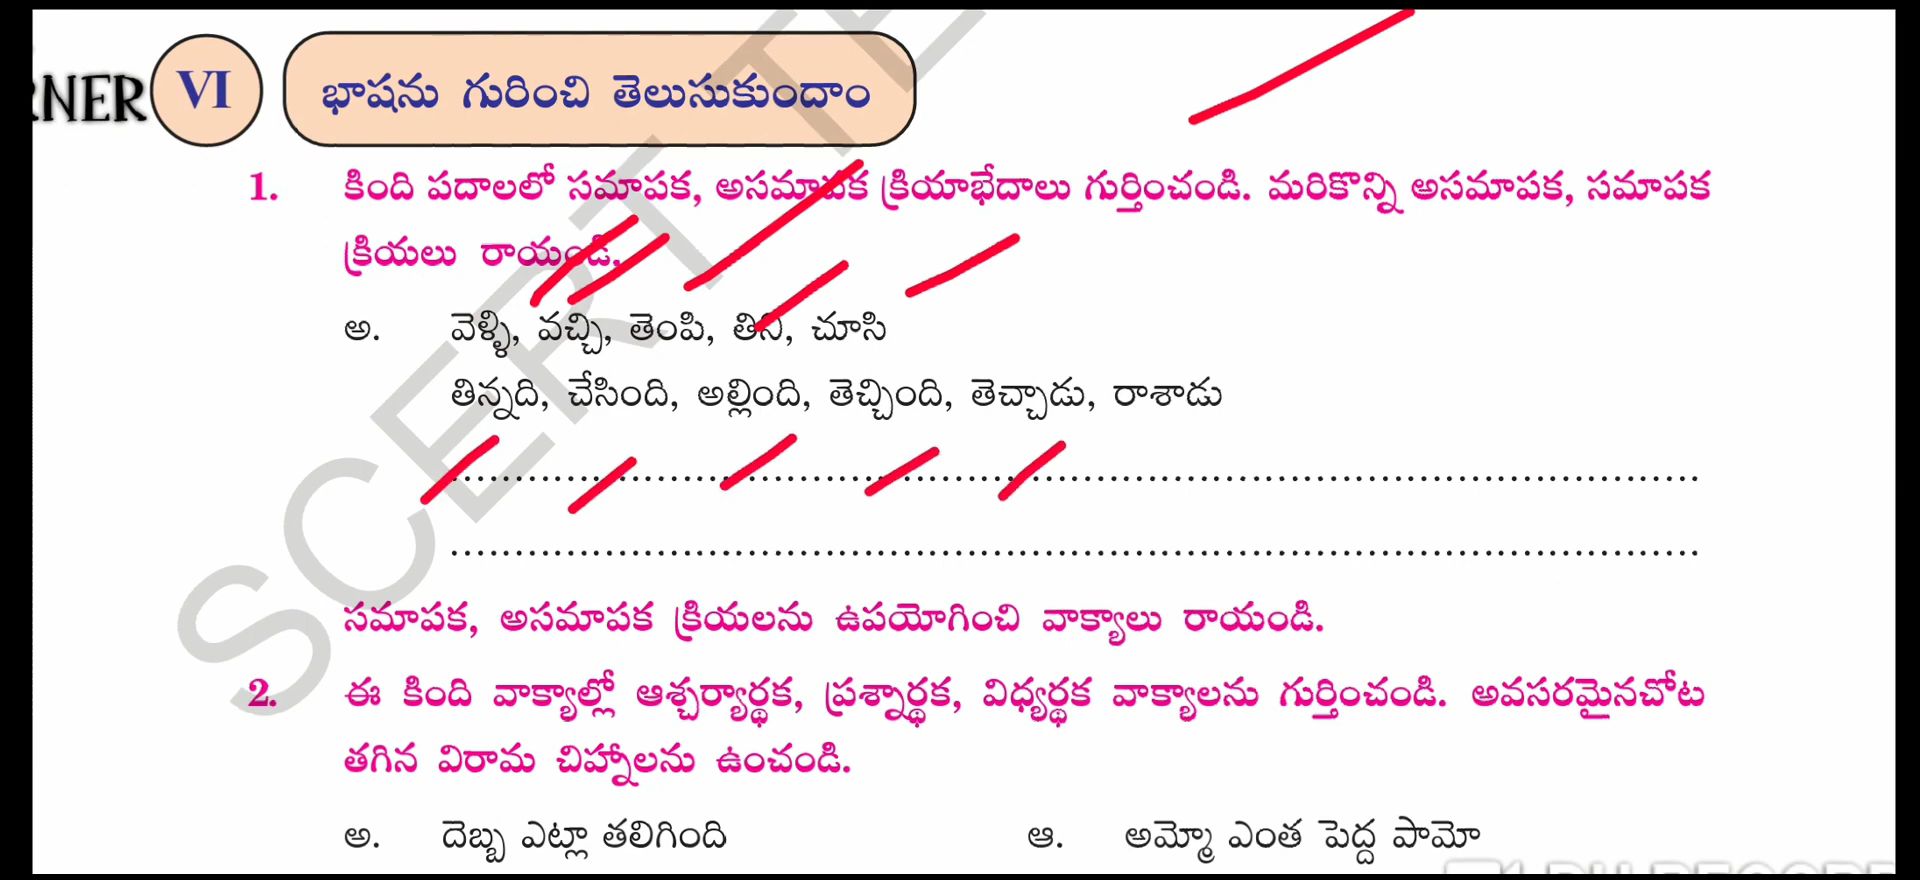 RNER VI భాషను గురించి తెలుసుకుందాం
1. కింది పదాలలో సమాపక, అసమాపక క్రియాభేదాలు గుర్తించండి. మరికొన్ని అసమాపక, సమాపక
క్రియలు రాయండి.
అ. వెళ్ళి, వచ్చి, తెంపి, తిని, చూసి
తిన్నది, చేసింది, అల్లింది, తెచ్చింది, తెచ్చాడు, రాశాడు
సమాపక, అసమాపక క్రియలను ఉపయోగించి వాక్యాలు రాయండి.
2. ఈ కింది వాక్యాల్లో ఆశ్చర్యార్థక, ప్రశ్నార్థక, విధ్యర్థక వాక్యాలను గుర్తించండి. అవసరమైనచోట
తగిన విరామ చిహ్నాలను ఉంచండి.
అ. దెబ్బ ఎట్లా తలిగింది ఆ. అమ్మో ఎంత పెద్ద పామో
SCERT TE